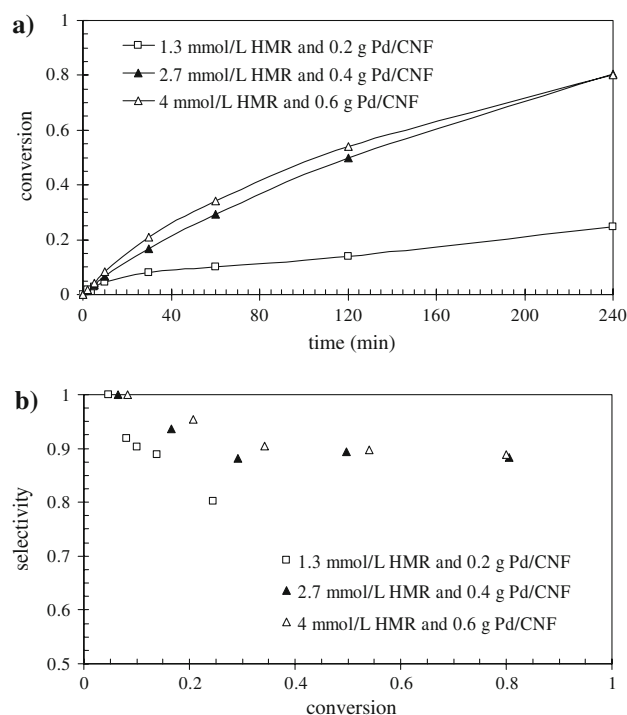 a)
1
0.8
0.6
0.4
0.2
0
conversion
1.3 mmol/L HMR and 0.2 g Pd/CNF
2.7 mmol/L HMR and 0.4 g Pd/CNF
4 mmol/L HMR and 0.6 g Pd/CNF
0 40 80 120 160 200 240
time (min)
b)
1
0.9
0.8
0.7
0.6
0.5
selectivity
1.3 mmol/L HMR and 0.2 g Pd/CNF
2.7 mmol/L HMR and 0.4 g Pd/CNF
4 mmol/L HMR and 0.6 g Pd/CNF
0 0.2 0.4 0.6 0.8 1
conversion